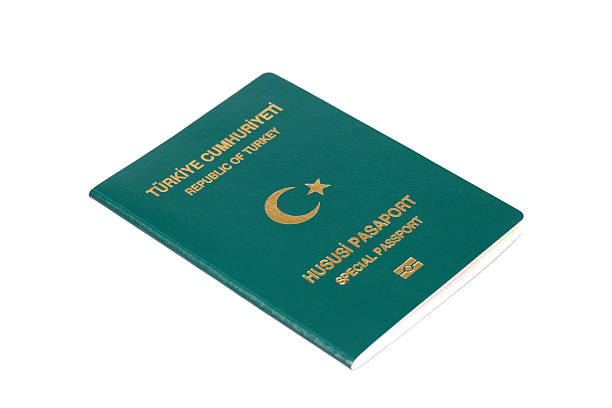 TÜRKİYE CUMHURİYETİ
REPUBLIC OF TURKEY
HUSUSİ PASAPORT
SPECIAL PASSPORT